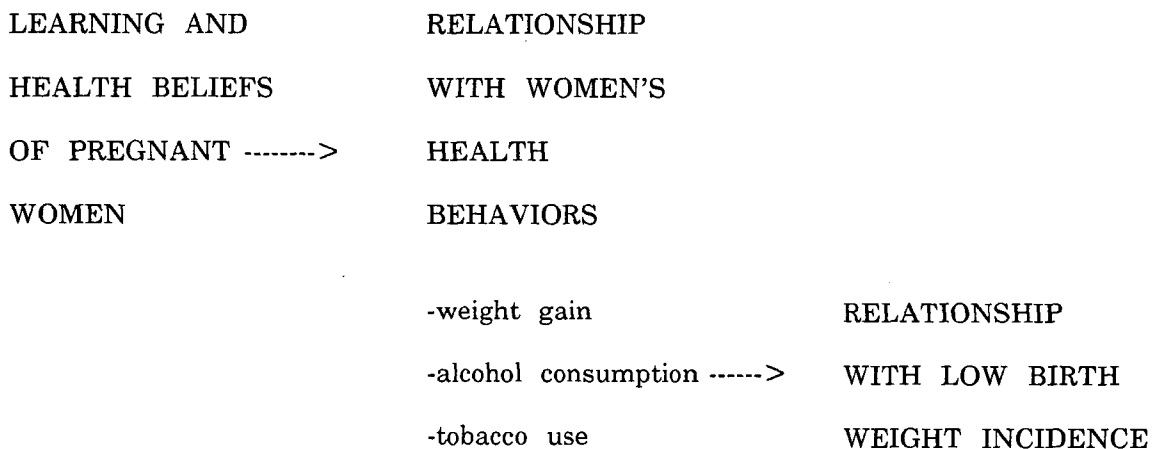 LEARNING AND RELATIONSHIP
HEALTH BELIEFS WITH WOMEN'S
OF PREGNANT --------> HEALTH
WOMEN BEHAVIORS
-weight gain RELATIONSHIP
-alcohol consumption ------> WITH LOW BIRTH
-tobacco use WEIGHT INCIDENCE